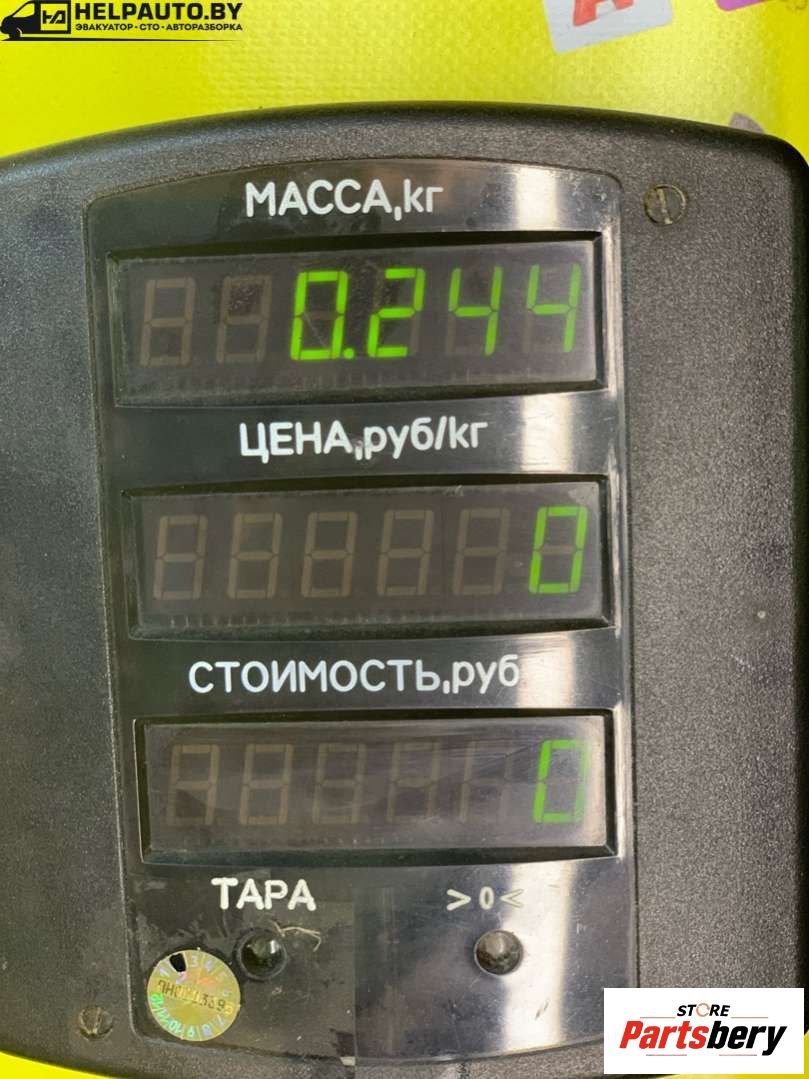 HELPAUTO.BY
ЭВАКУАТОР • СТО • АВТОРАЗБОРКА
МАССА,кг
0.244
ЦЕНА,руб/кг
0
СТОИМОСТЬ,руб
0
ТАРА
>0<
STORE
Partsbery